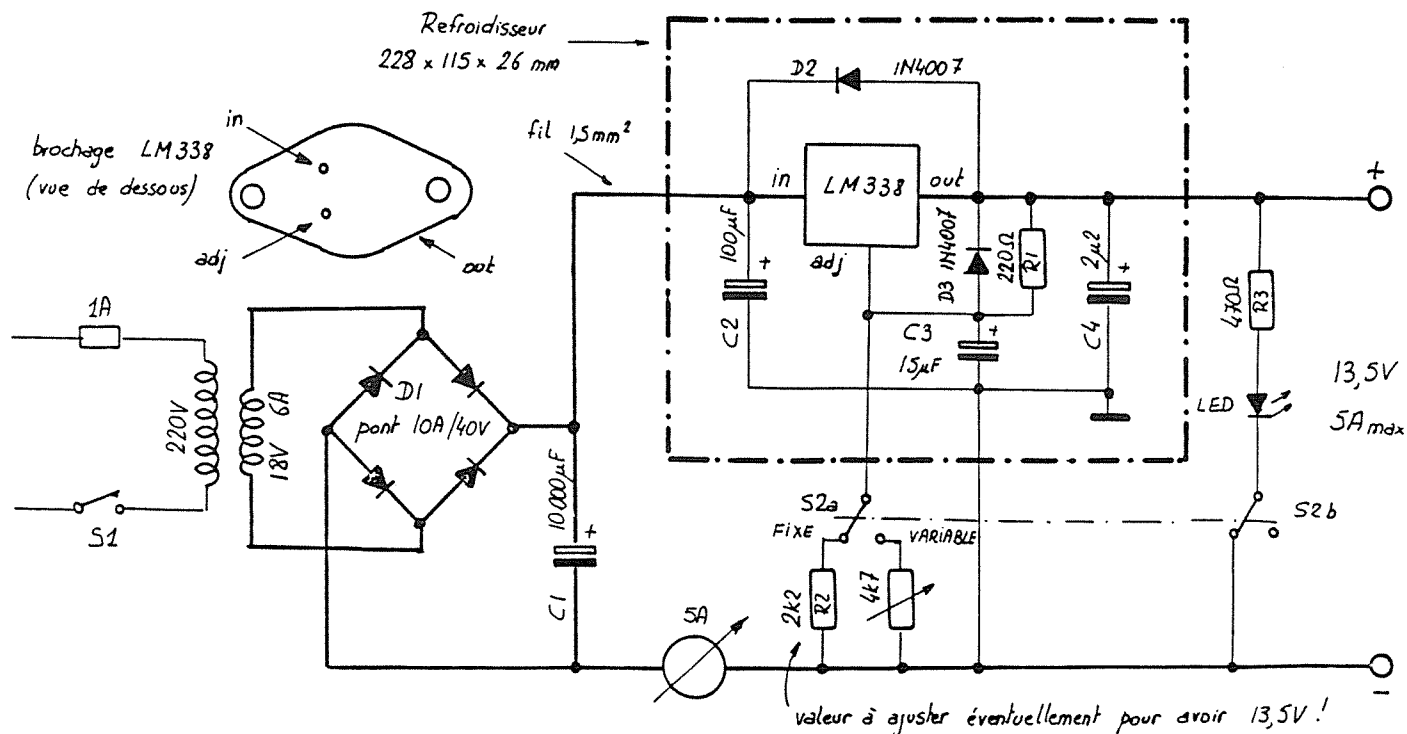 Refroidisseur
228 x 115 x 26 mm
D2
1N4007
in
brochage LM338
(vue de dessous)
adj
out
fil 1,5mm²
in
LM 338
out
adj
+
100µF
+
C2
D3 1N4007
220Ω
R1
2µ2
+
C4
C3
+
15µF
470Ω
R3
1A
220V
S1
18V 6A
D1
pont 10A/40V
10000µF
+
C1
LED
13,5V
5A max
S2a
S2b
FIXE
VARIABLE
2k2
R2
4k7
5A
-
valeur à ajuster éventuellement pour avoir 13,5V !